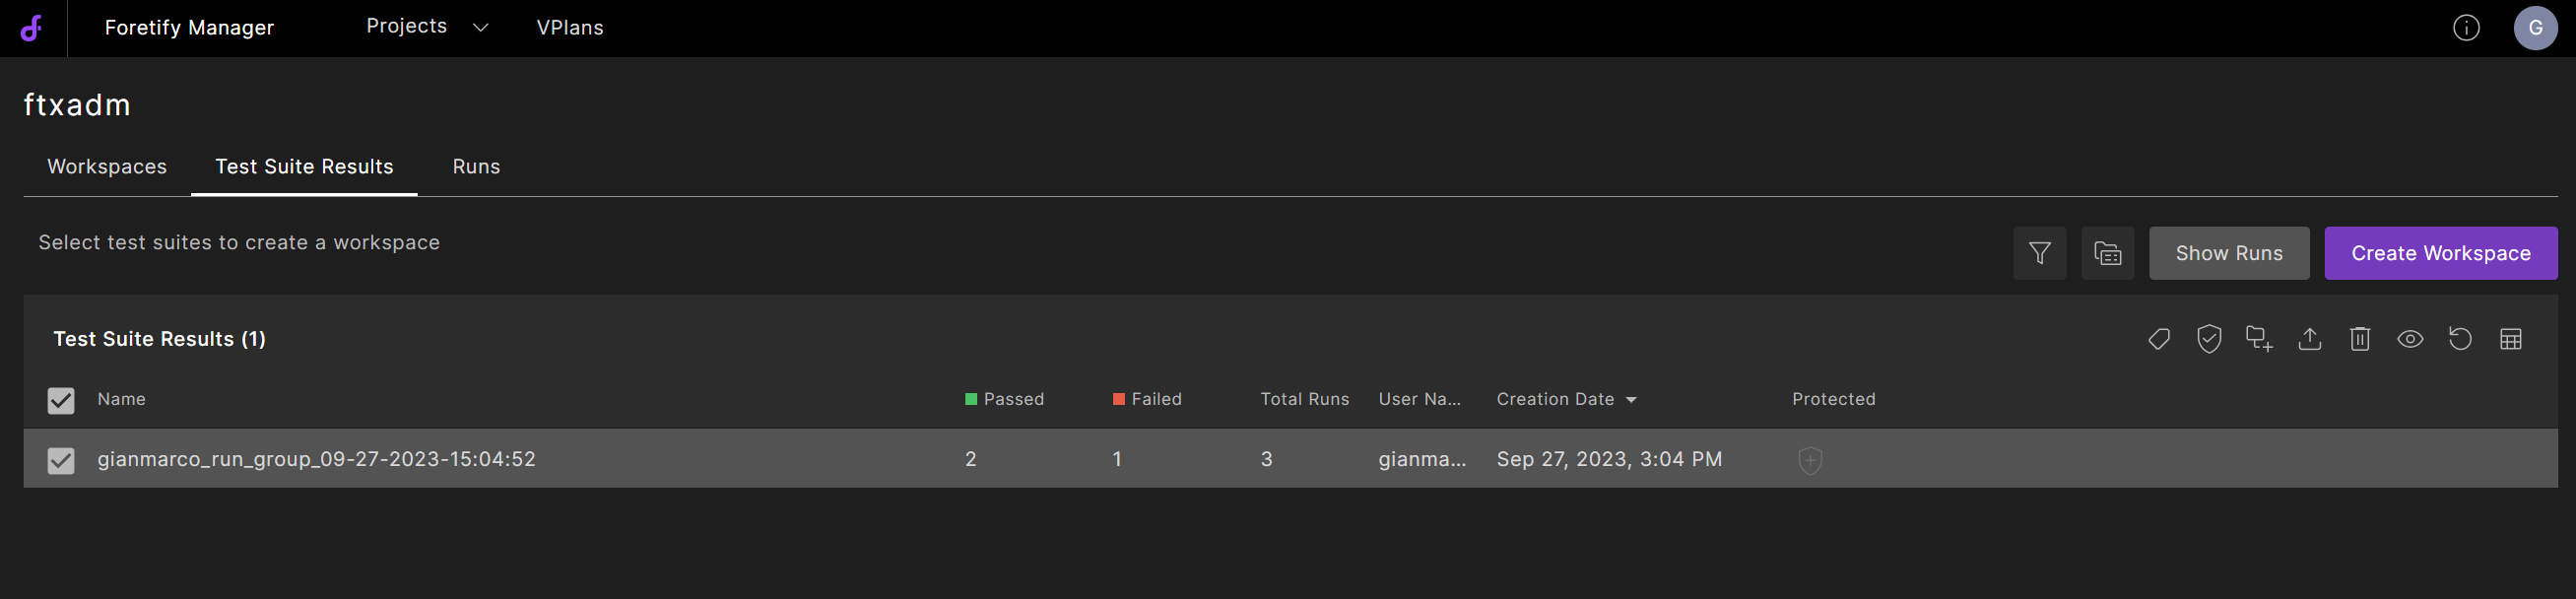 Foretify Manager Projects VPlans G
ftxadm
Workspaces Test Suite Results Runs
Select test suites to create a workspace
Show Runs Create Workspace
Test Suite Results (1)
Name Passed Failed Total Runs User Na... Creation Date Protected
gianmarco_run_group_09-27-2023-15:04:52 2 1 3 gianma... Sep 27, 2023, 3:04 PM